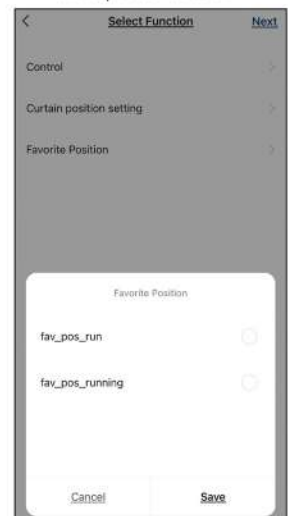 Select Function Next
Control
Curtain position setting
Favorite Position
Favorite Position
fav_pos_run
fav_pos_running
Cancel Save